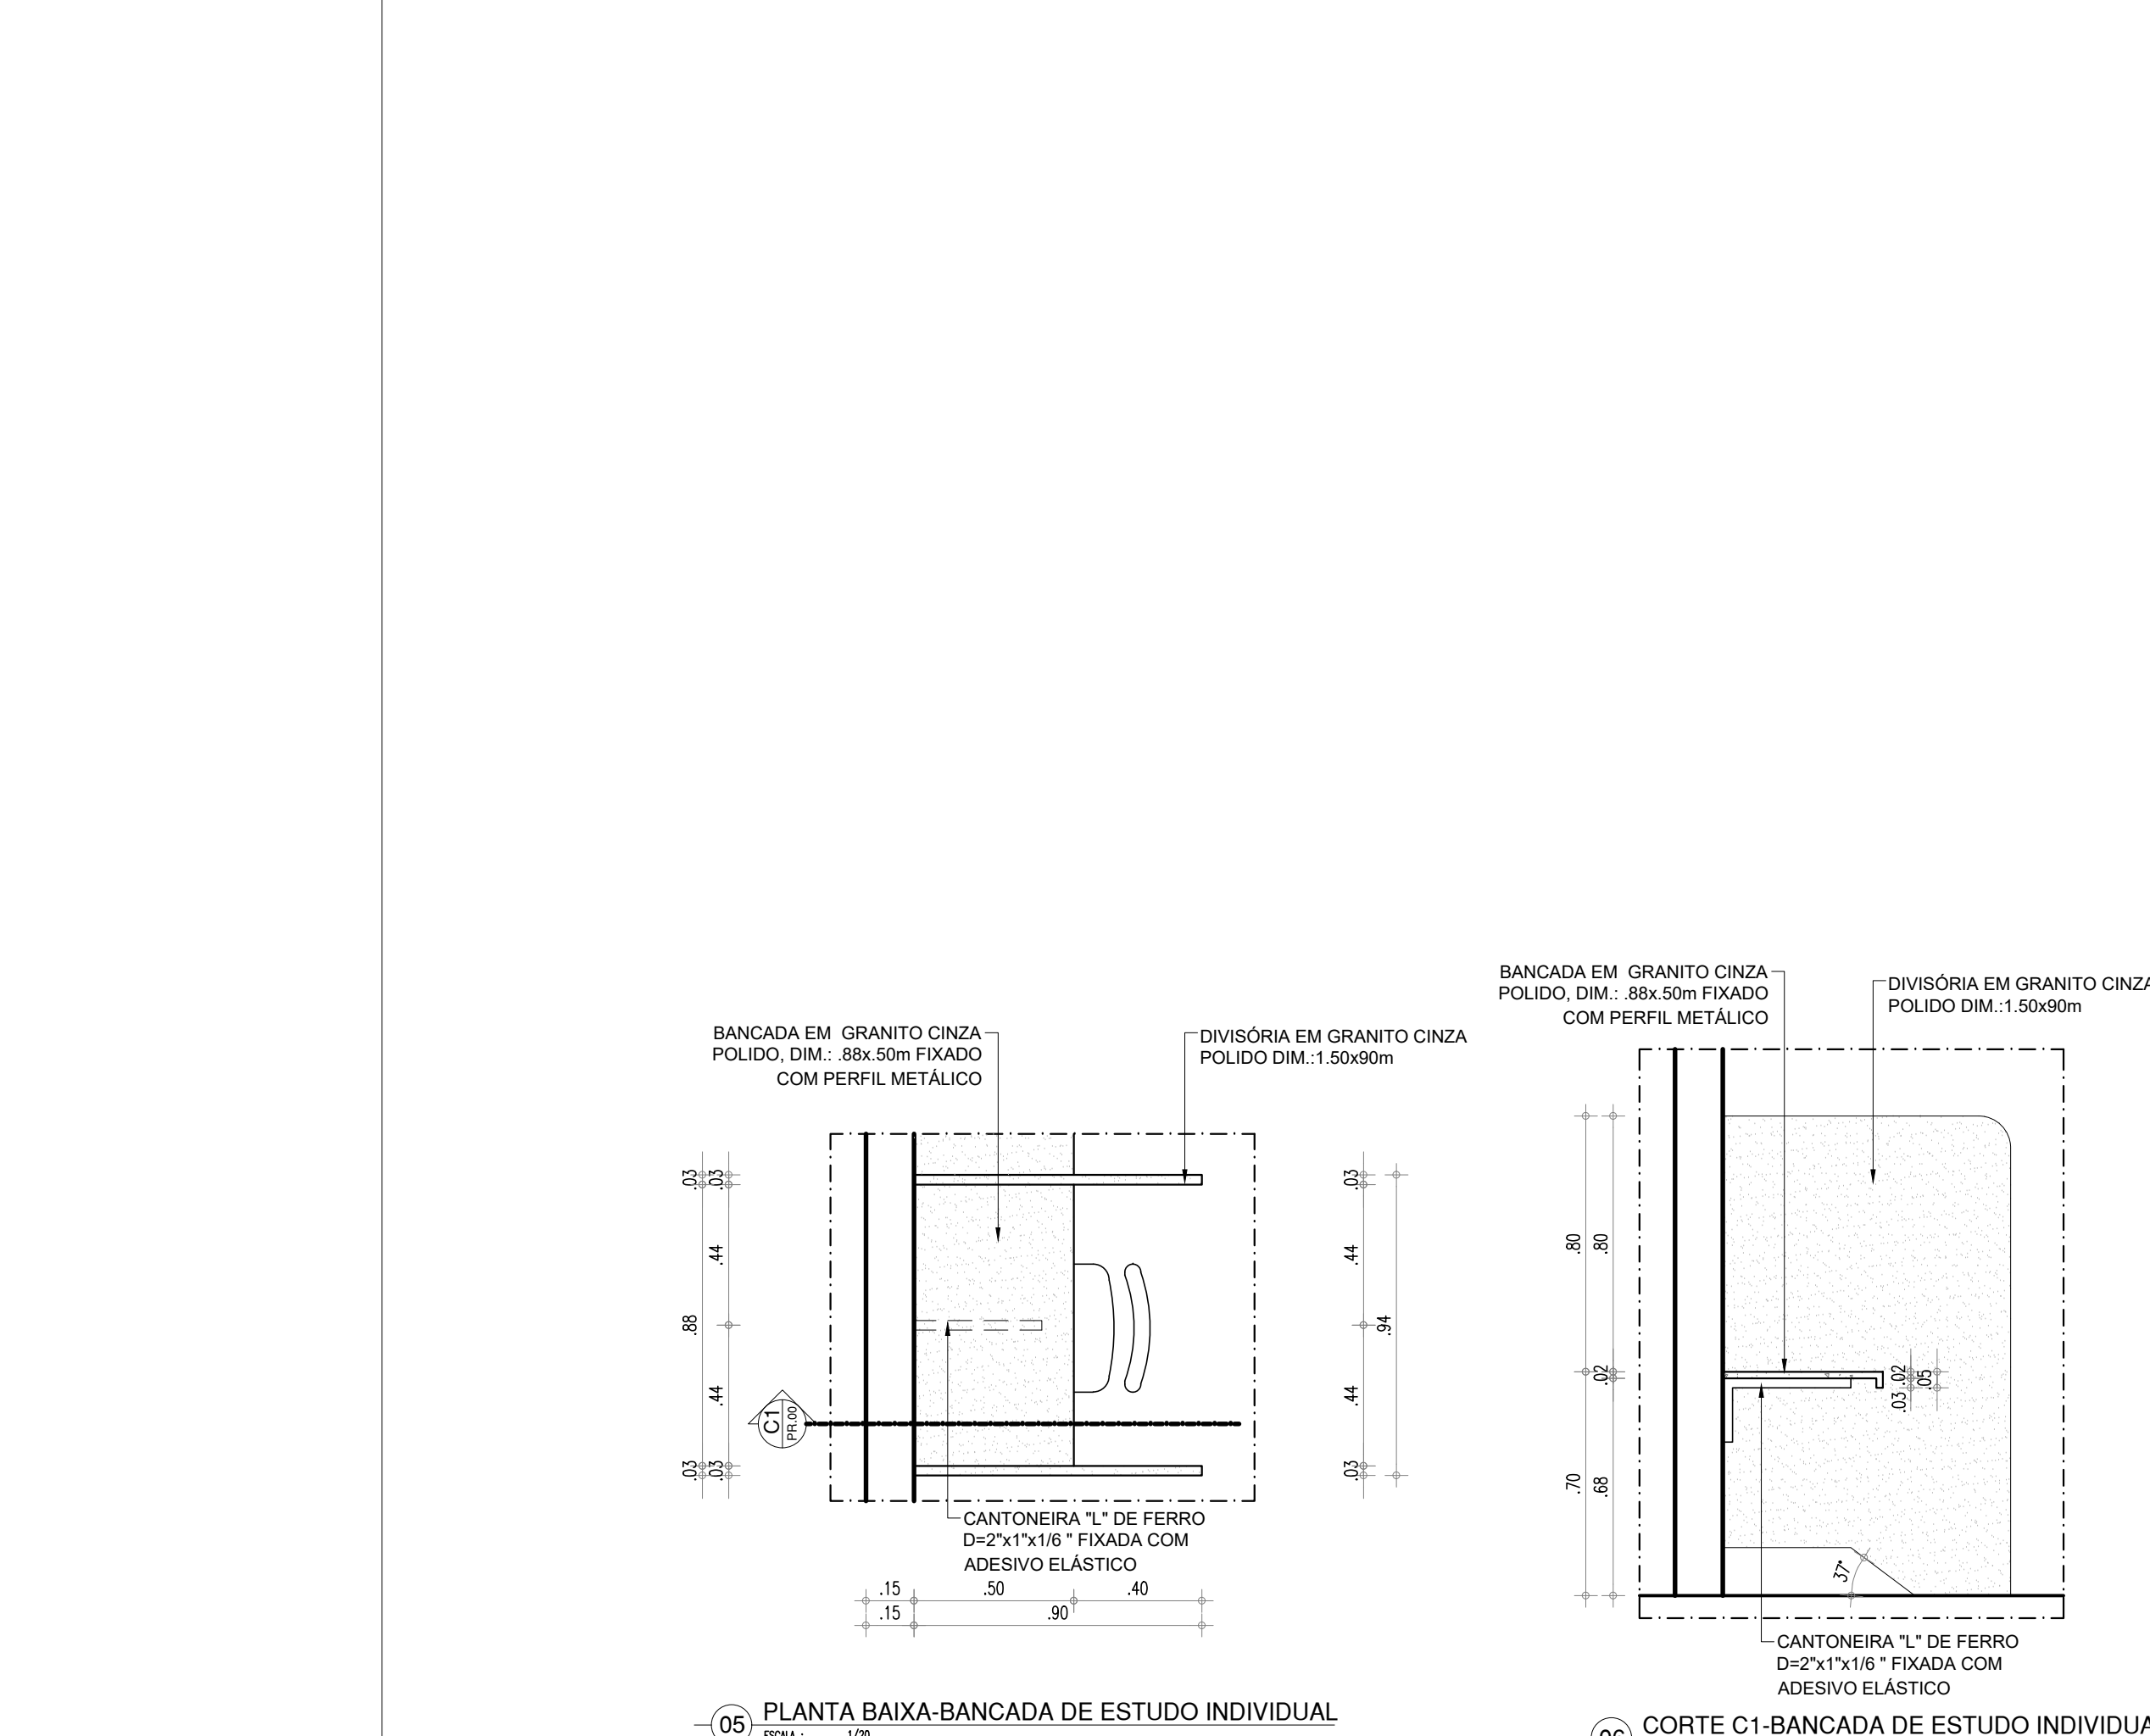 BANCADA EM GRANITO CINZA
POLIDO, DIM.: .88x.50m FIXADO
COM PERFIL METÁLICO
DIVISÓRIA EM GRANITO CINZA
POLIDO DIM.:1.50x90m
.03
.03
.44
.88
.44
.03
.03
C1
PR.00
.03
.44
.94
.44
.03
CANTONEIRA "L" DE FERRO
D=2"x1"x1/6 " FIXADA COM
ADESIVO ELÁSTICO
.15 .50 .40
.15 .90
05 PLANTA BAIXA-BANCADA DE ESTUDO INDIVIDUAL
ESCALA : 1/20
BANCADA EM GRANITO CINZA
POLIDO, DIM.: .88x.50m FIXADO
COM PERFIL METÁLICO
DIVISÓRIA EM GRANITO CINZA
POLIDO DIM.:1.50x90m
.80
.80
.02
.70
.68
.02
.05
.03
37°
CANTONEIRA "L" DE FERRO
D=2"x1"x1/6 " FIXADA COM
ADESIVO ELÁSTICO
06 CORTE C1-BANCADA DE ESTUDO INDIVIDUA